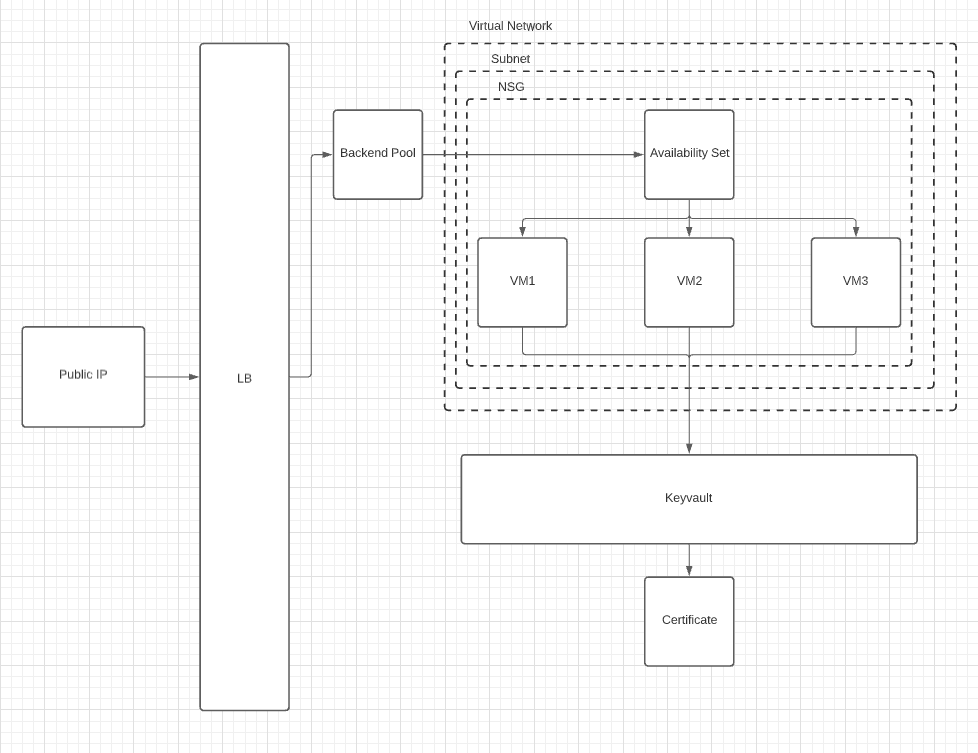 Virtual Network
Subnet
NSG
Backend Pool
Availability Set
VM1
VM2
VM3
Public IP
LB
Keyvault
Certificate